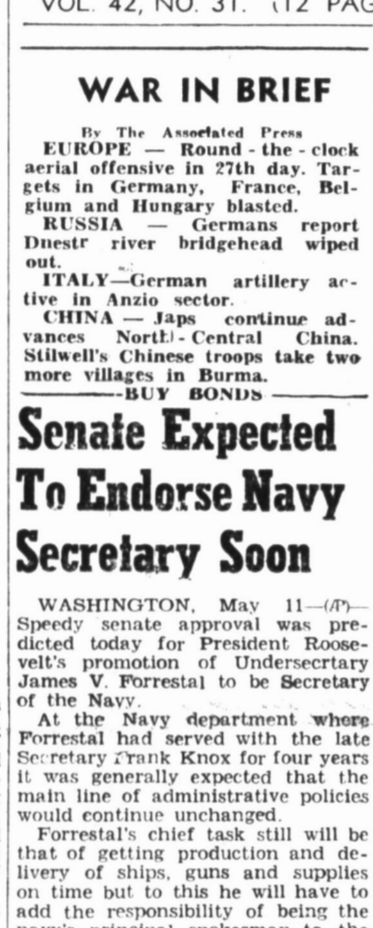 VOL. 42, NO. 31. (12 PAG
WAR IN BRIEF
By The Associated Press
EUROPE — Round - the - clock
aerial offensive in 27th day. Tar-
gets in Germany, France, Bel-
gium and Hungary blasted.
RUSSIA — Germans report
Dnestr river bridgehead wiped
out.
ITALY—German artillery ac-
tive in Anzio sector.
CHINA — Japs continue ad-
vances North - Central China.
Stilwell's Chinese troops take two
more villages in Burma.
BUY BONDS
Senate Expected
To Endorse Navy
Secretary Soon
WASHINGTON, May 11—(AP)—
Speedy senate approval was pre-
dicted today for President Roose-
velt's promotion of Undersecrtary
James V. Forrestal to be Secretary
of the Navy.
At the Navy department where
Forrestal had served with the late
Secretary Frank Knox for four years
it was generally expected that the
main line of administrative policies
would continue unchanged.
Forrestal's chief task still will be
that of getting production and de-
livery of ships, guns and supplies
on time but to this he will have to
add the responsibility of being the